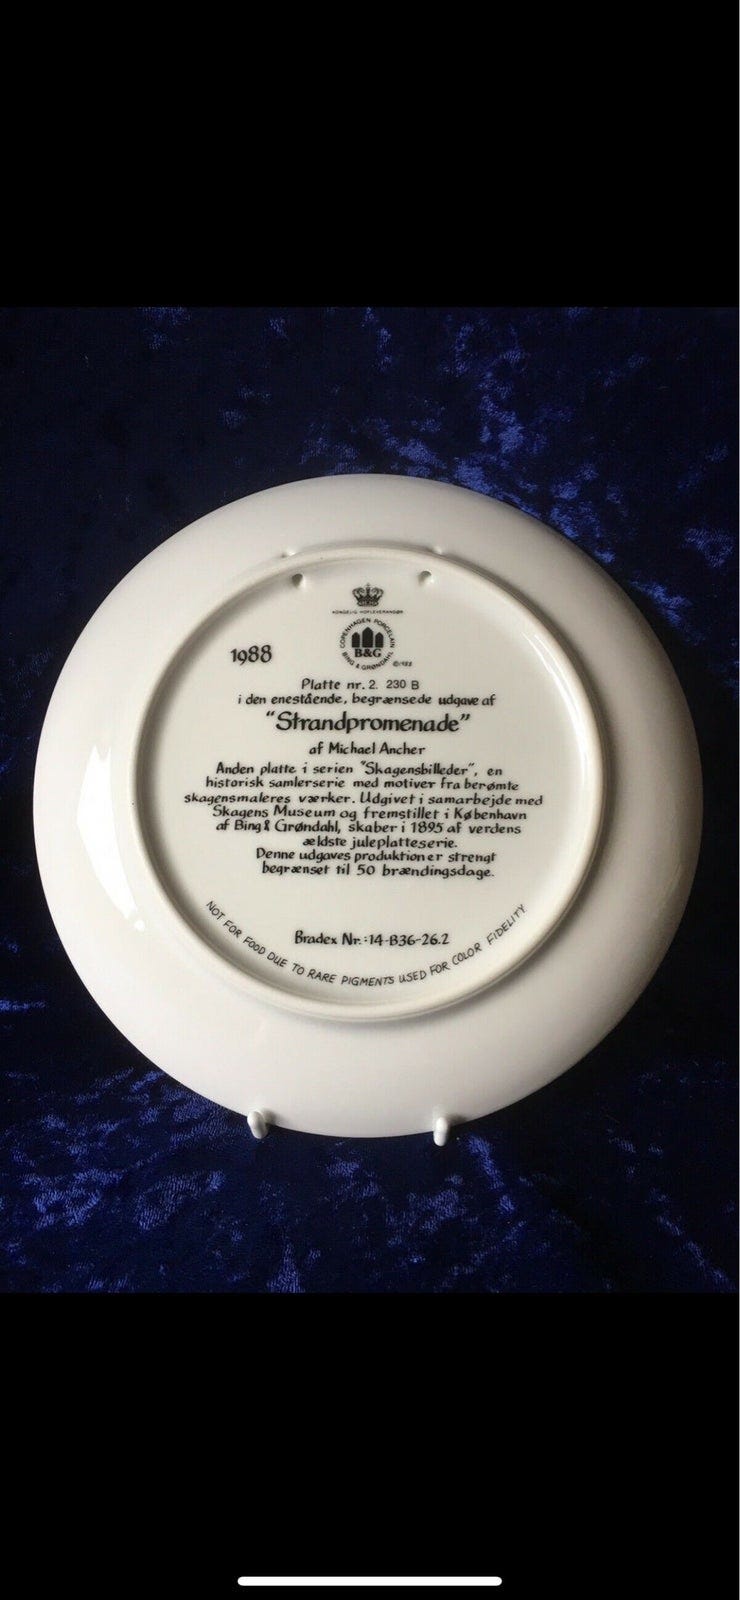 KONGELIG HOFLEVERANDØR
COPENHAGEN PORCELAIN
B&G
BING & GRØNDAHL
1988
Platte nr. 2. 230 B
i den enestående, begrænsede udgave af
"Strandpromenade"
af Michael Ancher
Anden platte i serien "Skagensbilleder", en
historisk samlerserie med motiver fra berømte
skagensmaleres værker. Udgivet i samarbejde med
Skagens Museum og fremstillet i København
af Bing & Grøndahl, skaber i 1895 af verdens
ældste juleplatteserie.
Denne udgaves produktion er strengt
begrænset til 50 brændingsdage.
Bradex Nr.: 14-B36-26.2
NOT FOR FOOD DUE TO RARE PIGMENTS USED FOR COLOR FIDELITY